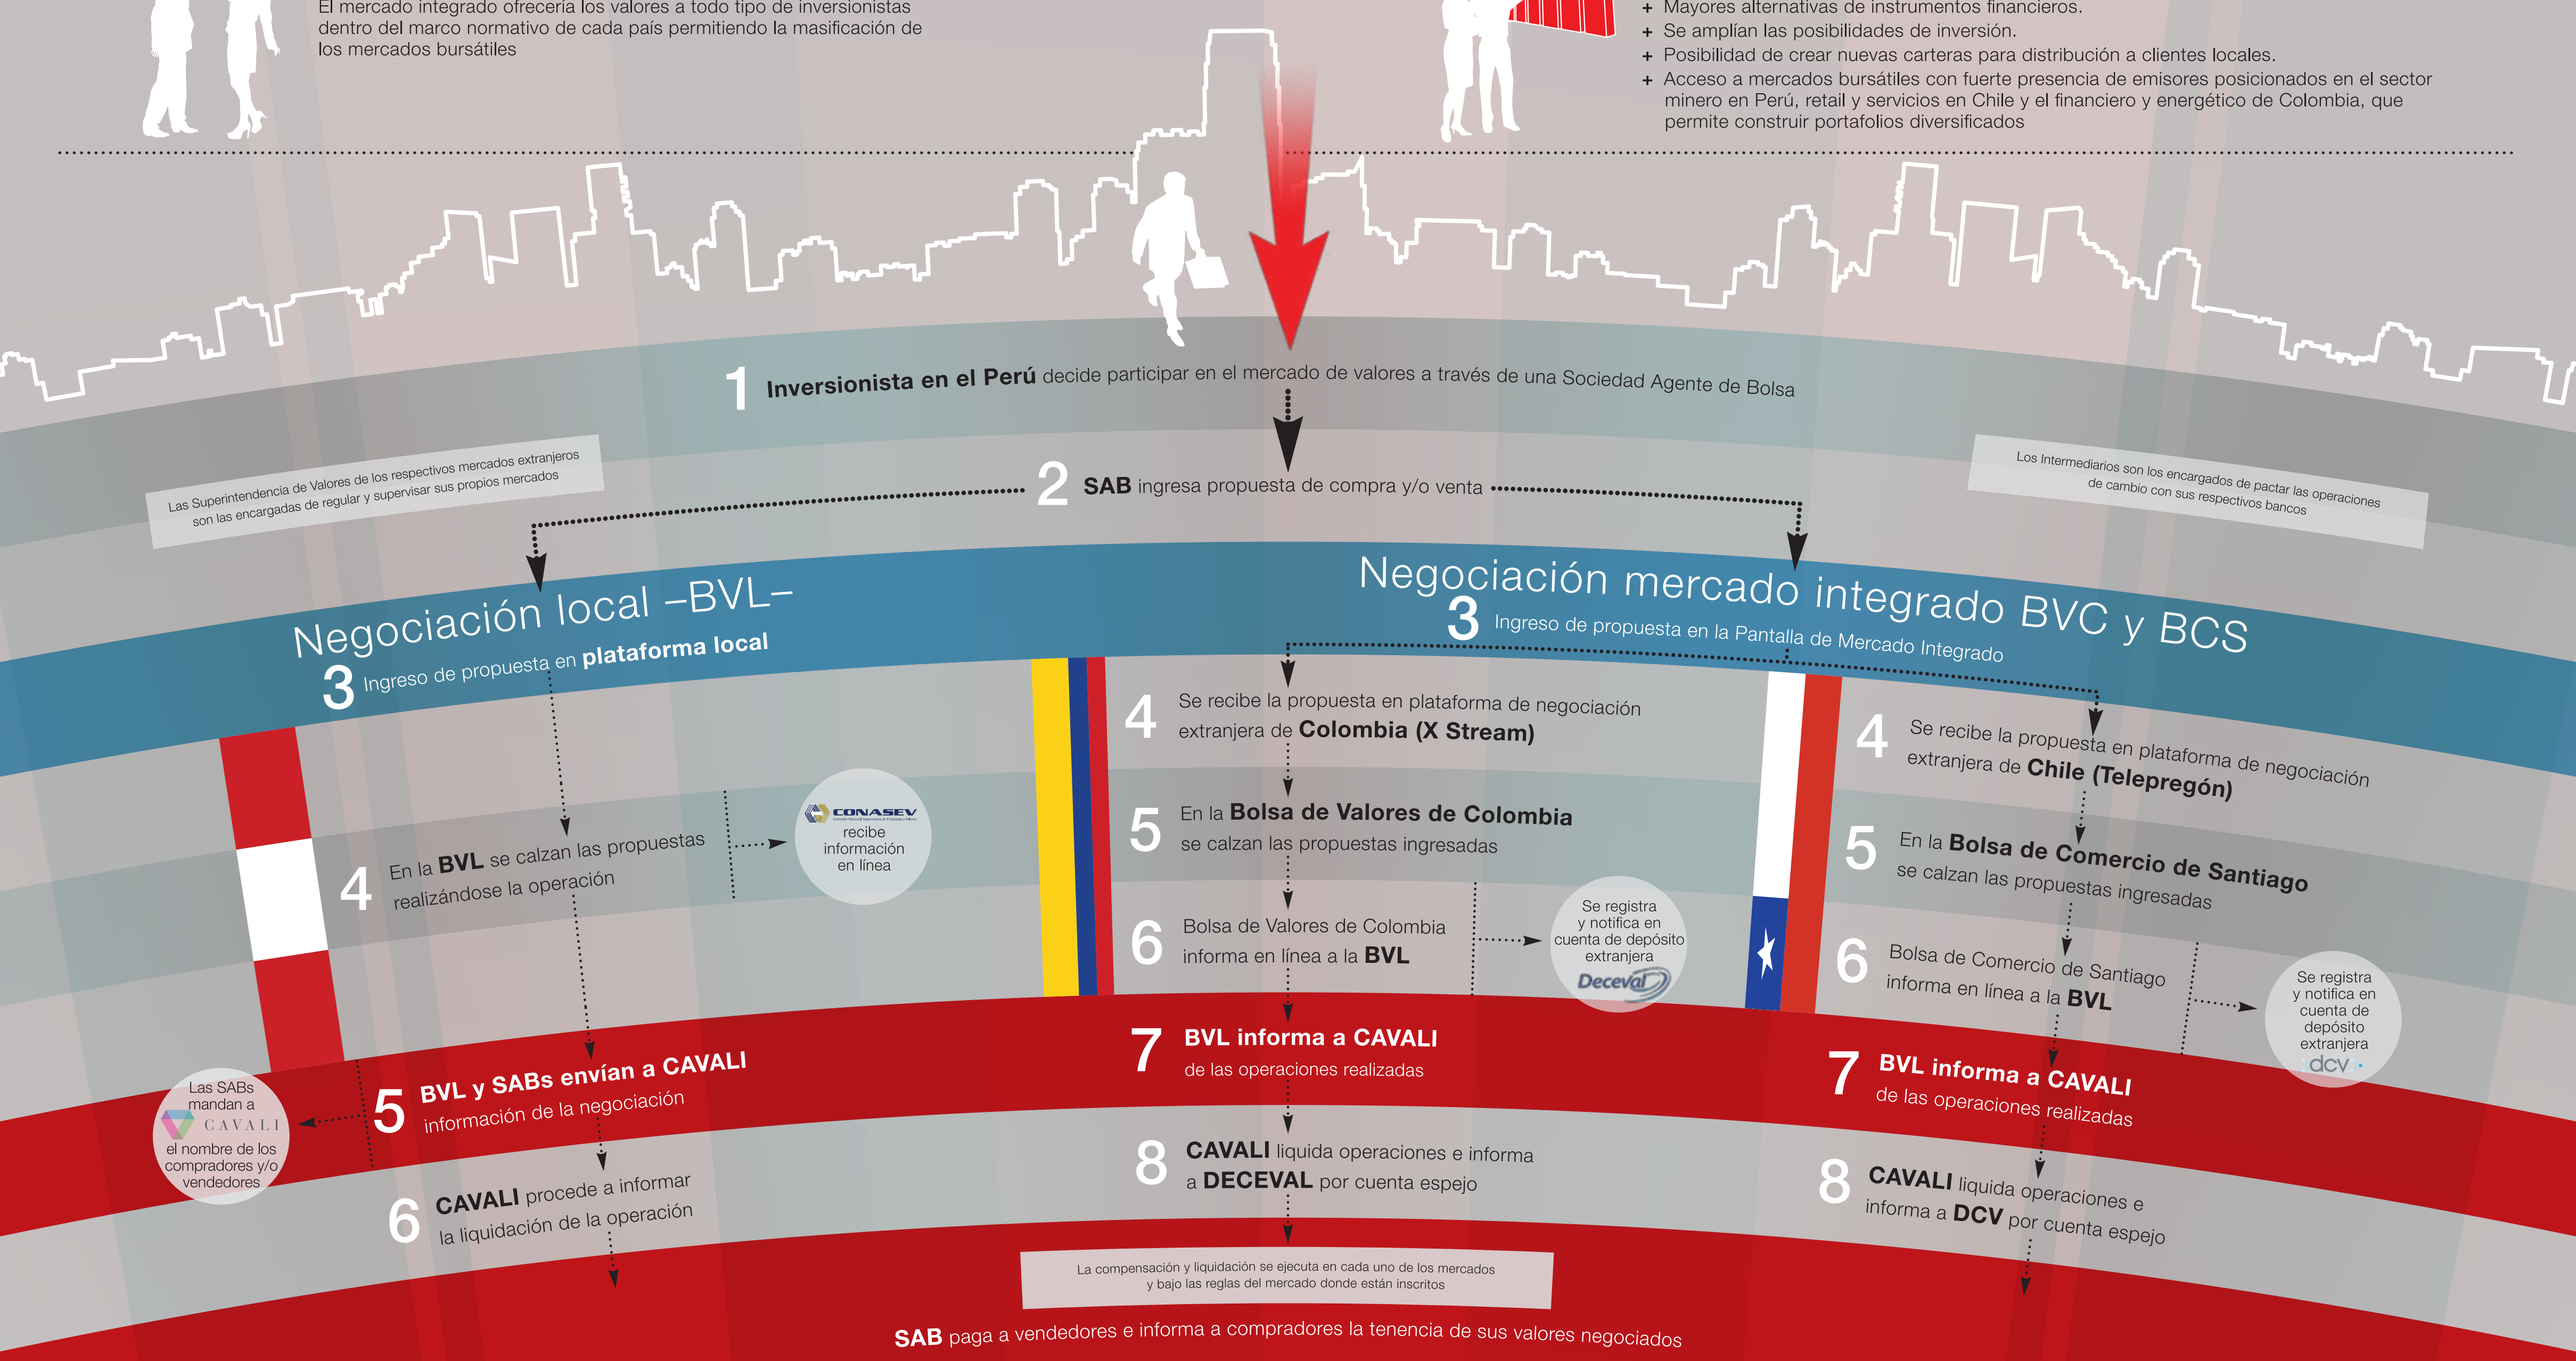 El mercado integrado ofrecería los valores a todo tipo de inversionistas
dentro del marco normativo de cada país permitiendo la masificación de
los mercados bursátiles
+ Mayores alternativas de instrumentos financieros.
+ Se amplían las posibilidades de inversión.
+ Posibilidad de crear nuevas carteras para distribución a clientes locales.
+ Acceso a mercados bursátiles con fuerte presencia de emisores posicionados en el sector
minero en Perú, retail y servicios en Chile y el financiero y energético de Colombia, que
permite construir portafolios diversificados
1 Inversionista en el Perú decide participar en el mercado de valores a través de una Sociedad Agente de Bolsa
Las Superintendencia de Valores de los respectivos mercados extranjeros
son las encargadas de regular y supervisar sus propios mercados
2 SAB ingresa propuesta de compra y/o venta
Los Intermediarios son los encargados de pactar las operaciones
de cambio con sus respectivos bancos
Negociación local –BVL–
3 Ingreso de propuesta en plataforma local
4 En la BVL se calzan las propuestas
realizándose la operación
CONASEV
recibe
información
en línea
5 BVL y SABs envían a CAVALI
información de la negociación
Las SABs
mandan a
CAVALI
el nombre de los
compradores y/o
vendedores
6 CAVALI procede a informar
la liquidación de la operación
Negociación mercado integrado BVC y BCS
3 Ingreso de propuesta en la Pantalla de Mercado Integrado
4 Se recibe la propuesta en plataforma de negociación
extranjera de Colombia (X Stream)
5 En la Bolsa de Valores de Colombia
se calzan las propuestas ingresadas
6 Bolsa de Valores de Colombia
informa en línea a la BVL
Se registra
y notifica en
cuenta de depósito
extranjera
Deceval
7 BVL informa a CAVALI
de las operaciones realizadas
8 CAVALI liquida operaciones e informa
a DECEVAL por cuenta espejo
4 Se recibe la propuesta en plataforma de negociación
extranjera de Chile (Telepregón)
5 En la Bolsa de Comercio de Santiago
se calzan las propuestas ingresadas
6 Bolsa de Comercio de Santiago
informa en línea a la BVL
Se registra
y notifica en
cuenta de
depósito
extranjera
dcv
7 BVL informa a CAVALI
de las operaciones realizadas
8 CAVALI liquida operaciones e
informa a DCV por cuenta espejo
La compensación y liquidación se ejecuta en cada uno de los mercados
y bajo las reglas del mercado donde están inscritos
SAB paga a vendedores e informa a compradores la tenencia de sus valores negociados